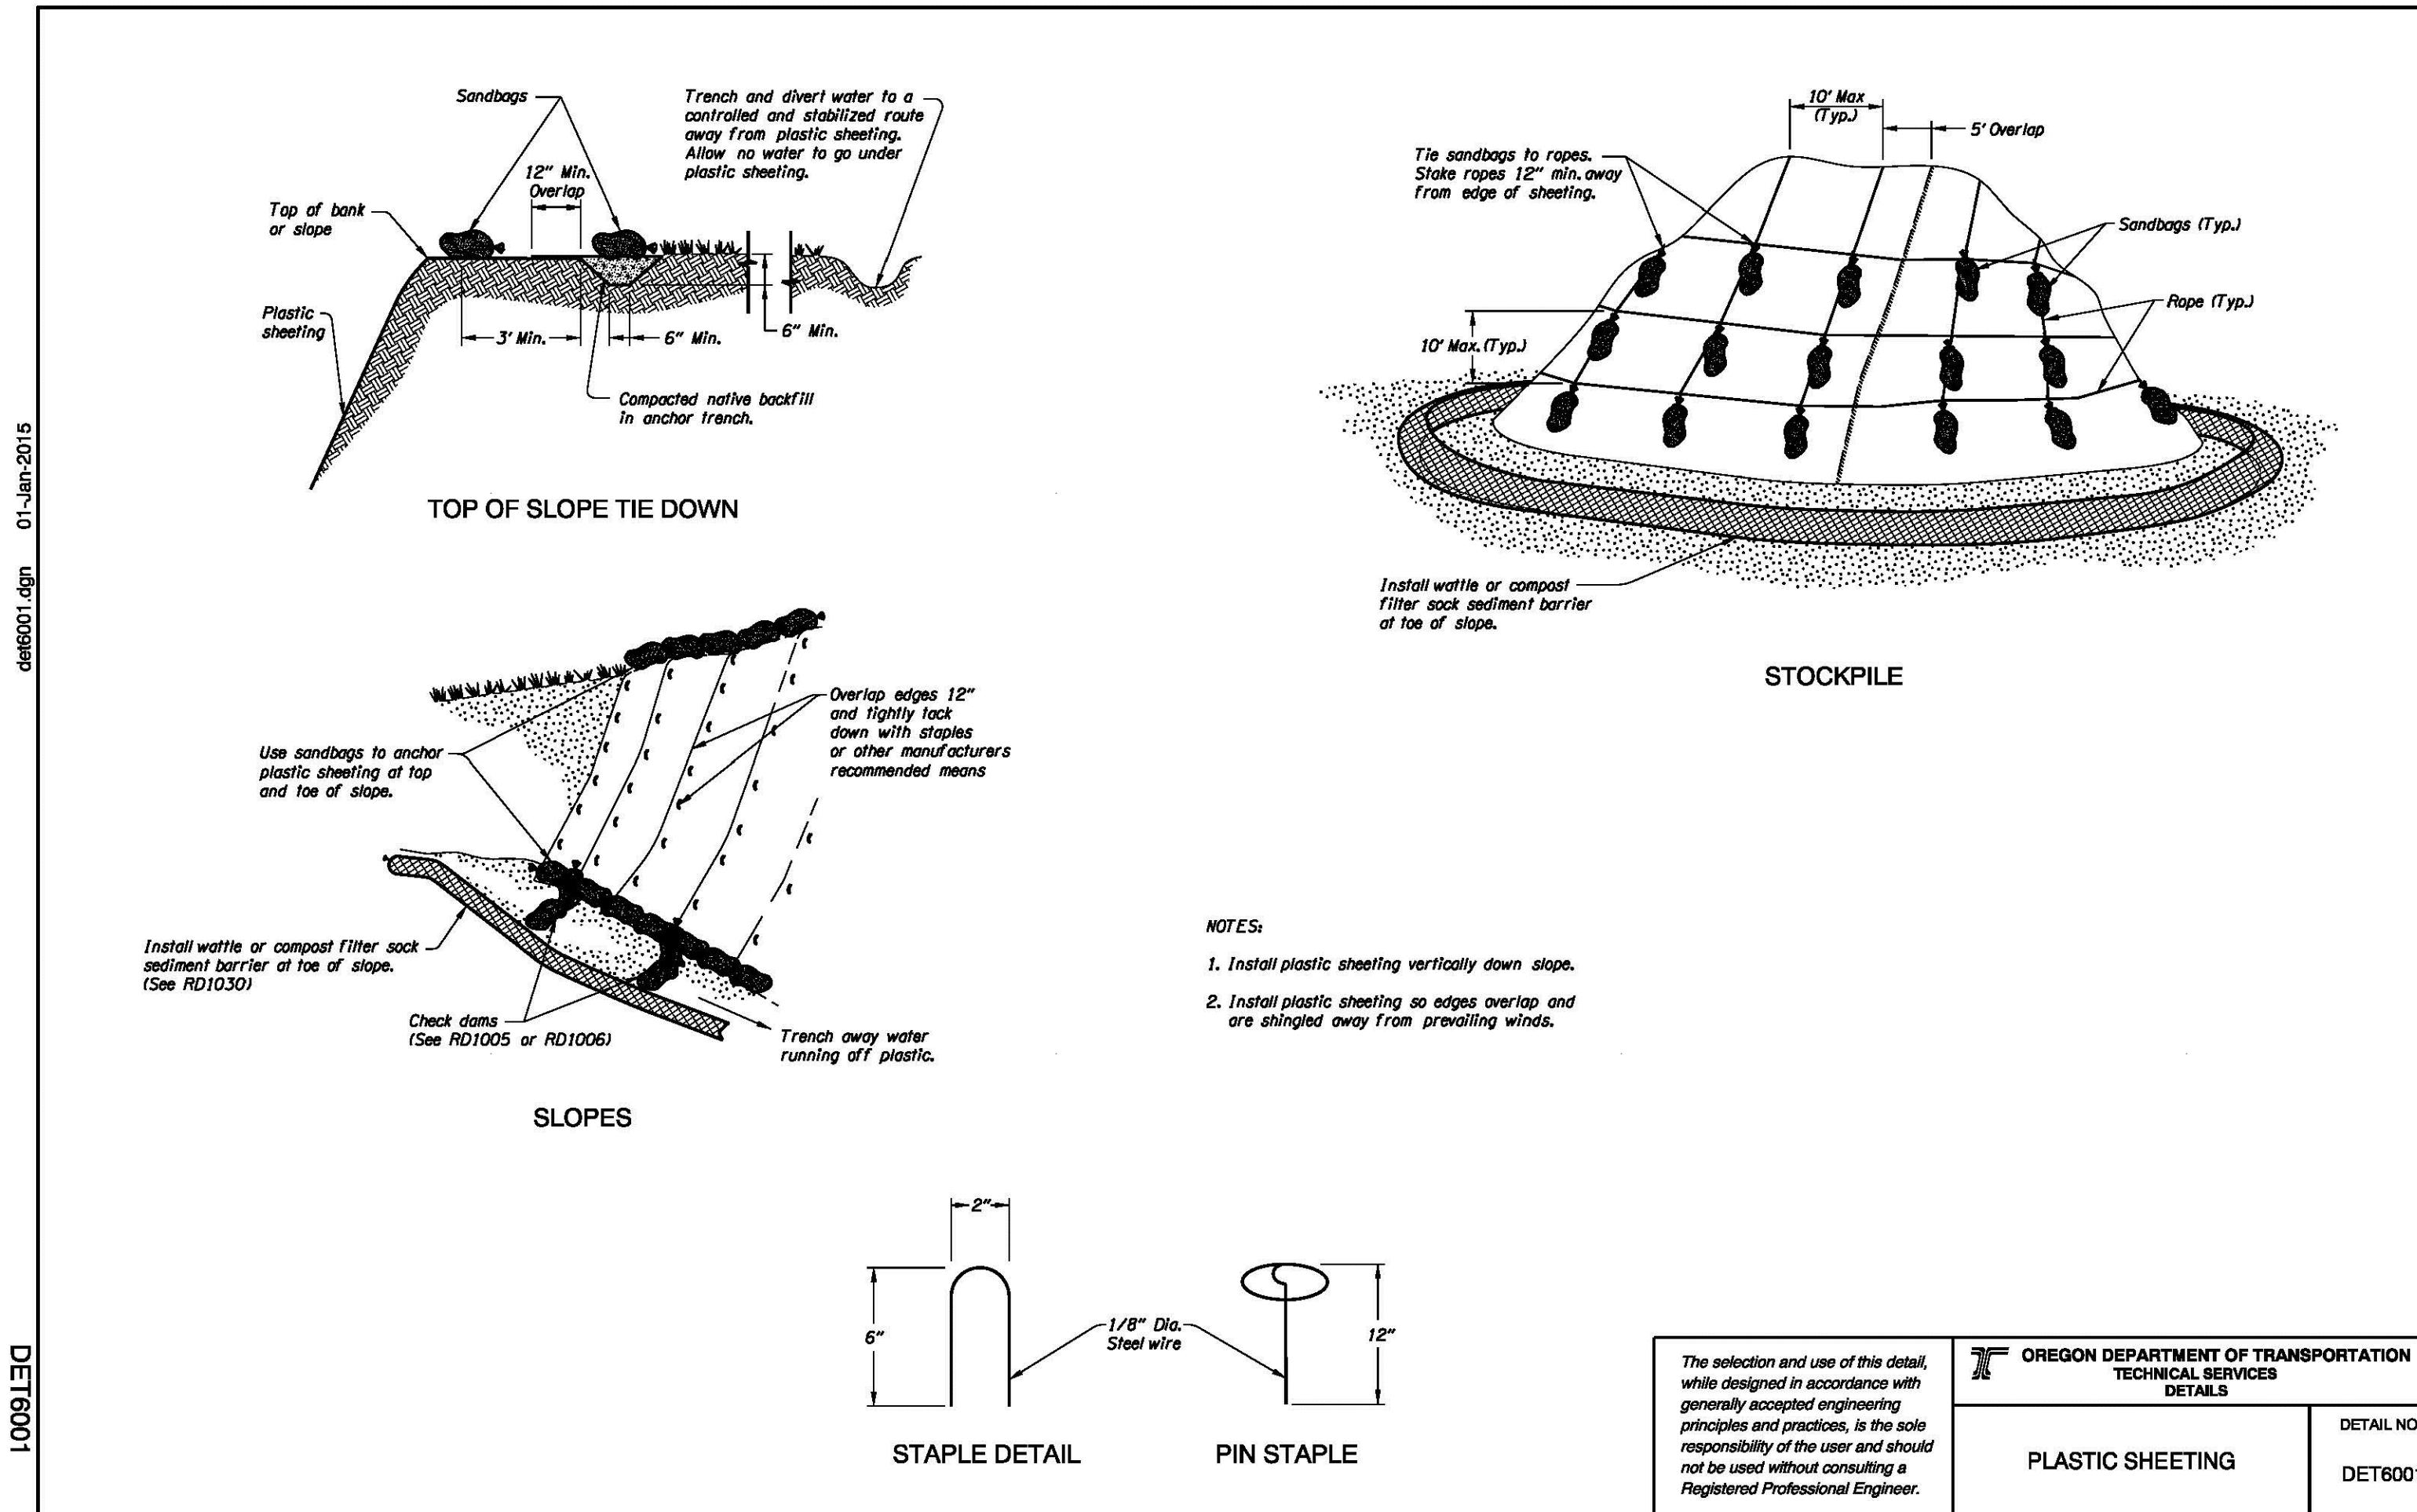 Sandbags
Trench and divert water to a
controlled and stabilized route
away from plastic sheeting.
Allow no water to go under
plastic sheeting.
12" Min.
Overlap
Top of bank
or slope
Plastic
sheeting
3' Min.
6" Min.
6" Min.
Compacted native backfill
in anchor trench.
TOP OF SLOPE TIE DOWN
10' Max
(Typ.)
5' Overlap
Tie sandbags to ropes.
Stake ropes 12" min. away
from edge of sheeting.
Sandbags (Typ.)
Rope (Typ.)
10' Max. (Typ.)
Install wattle or compost
filter sock sediment barrier
at toe of slope.
STOCKPILE
Overlap edges 12"
and tightly tack
down with staples
or other manufacturers
recommended means
Use sandbags to anchor
plastic sheeting at top
and toe of slope.
Install wattle or compost filter sock
sediment barrier at toe of slope.
(See RD1030)
Check dams
(See RD1005 or RD1006)
Trench away water
running off plastic.
SLOPES
NOTES:
1. Install plastic sheeting vertically down slope.
2. Install plastic sheeting so edges overlap and
are shingled away from prevailing winds.
2"
6"
1/8" Dia.
Steel wire
12"
STAPLE DETAIL
PIN STAPLE
The selection and use of this detail,
while designed in accordance with
generally accepted engineering
principles and practices, is the sole
responsibility of the user and should
not be used without consulting a
Registered Professional Engineer.
OREGON DEPARTMENT OF TRANSPORTATION
TECHNICAL SERVICES
DETAILS
PLASTIC SHEETING
DETAIL NO
DET6001
det6001.dgn 01-Jan-2015
DET6001